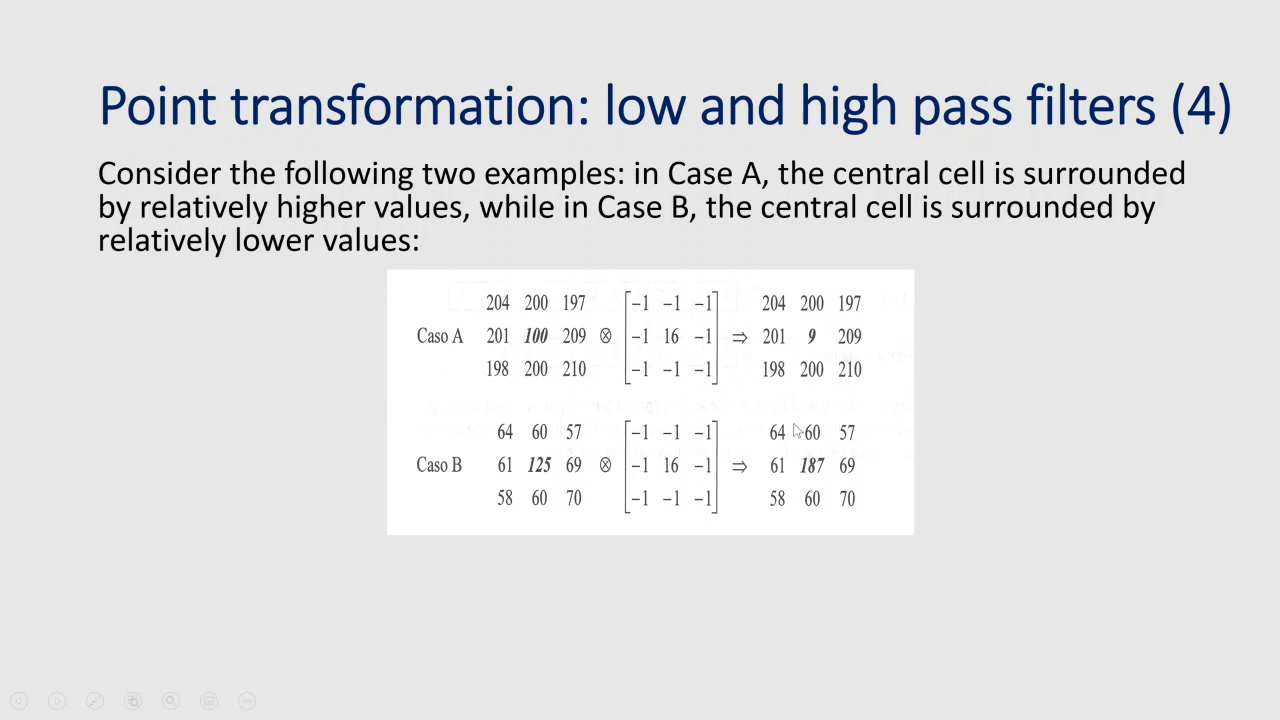 Point transformation: low and high pass filters (4)
Consider the following two examples: in Case A, the central cell is surrounded
by relatively higher values, while in Case B, the central cell is surrounded by
relatively lower values:
204 200 197 [−1 −1 −1] 204 200 197
Caso A 201 100 209 ⊗ [−1 16 −1] ⇒ 201 9 209
198 200 210 [−1 −1 −1] 198 200 210
64 60 57 [−1 −1 −1] 64 60 57
Caso B 61 125 69 ⊗ [−1 16 −1] ⇒ 61 187 69
58 60 70 [−1 −1 −1] 58 60 70